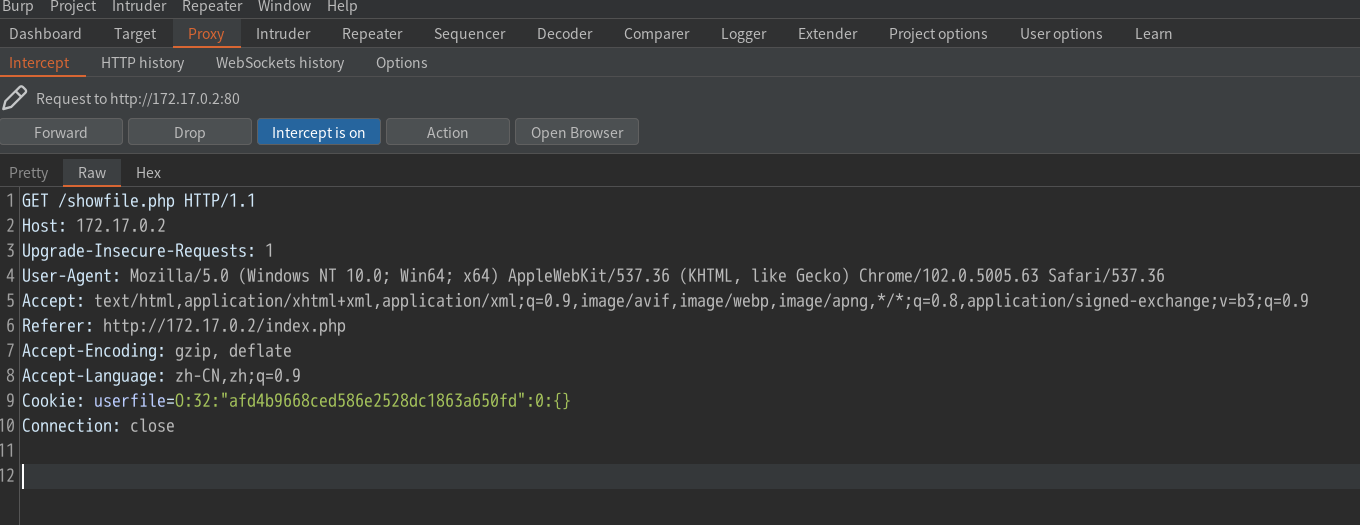 Burp Project Intruder Repeater Window Help
Dashboard Target Proxy Intruder Repeater Sequencer Decoder Comparer Logger Extender Project options User options Learn
Intercept HTTP history WebSockets history Options
Request to http://172.17.0.2:80
Forward Drop Intercept is on Action Open Browser
Pretty Raw Hex
1 GET /showfile.php HTTP/1.1
2 Host: 172.17.0.2
3 Upgrade-Insecure-Requests: 1
4 User-Agent: Mozilla/5.0 (Windows NT 10.0; Win64; x64) AppleWebKit/537.36 (KHTML, like Gecko) Chrome/102.0.5005.63 Safari/537.36
5 Accept: text/html,application/xhtml+xml,application/xml;q=0.9,image/avif,image/webp,image/apng,*/*;q=0.8,application/signed-exchange;v=b3;q=0.9
6 Referer: http://172.17.0.2/index.php
7 Accept-Encoding: gzip, deflate
8 Accept-Language: zh-CN,zh;q=0.9
9 Cookie: userfile=O:32:"afd4b9668ced586e2528dc1863a650fd":0:{}
10 Connection: close
11
12